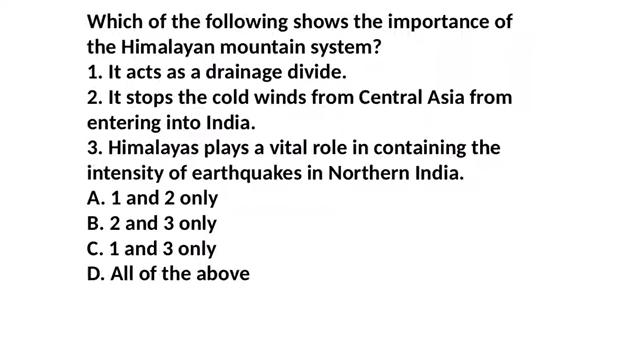 Which of the following shows the importance of
the Himalayan mountain system?
1. It acts as a drainage divide.
2. It stops the cold winds from Central Asia from
entering into India.
3. Himalayas plays a vital role in containing the
intensity of earthquakes in Northern India.
A. 1 and 2 only
B. 2 and 3 only
C. 1 and 3 only
D. All of the above